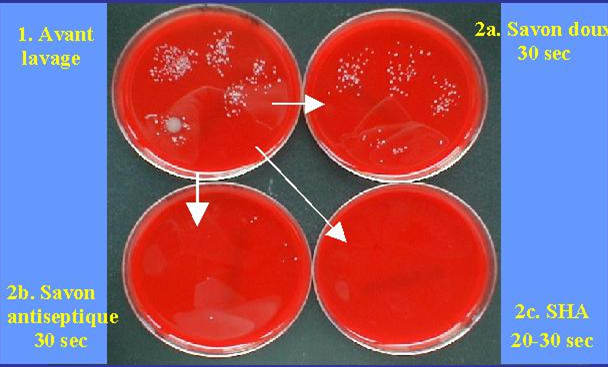 1. Avant
lavage
2a. Savon doux
30 sec
2b. Savon
antiseptique
30 sec
2c. SHA
20-30 sec